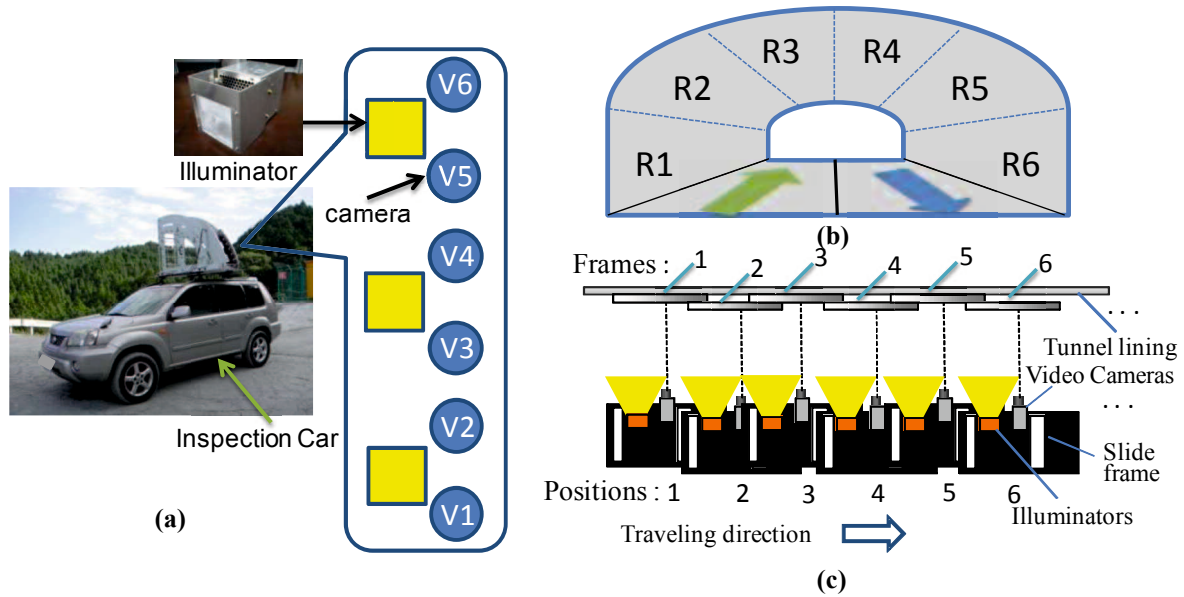 V6
Illuminator
V5
camera
V4
V3
Inspection Car
V2
V1
(a)
R3 R4
R2 R5
R1 R6
(b)
Frames : 1 2 3 4 5 6
. . .
Tunnel lining
Video Cameras
. . .
Slide
frame
Positions : 1 2 3 4 5 6
Illuminators
Traveling direction
(c)